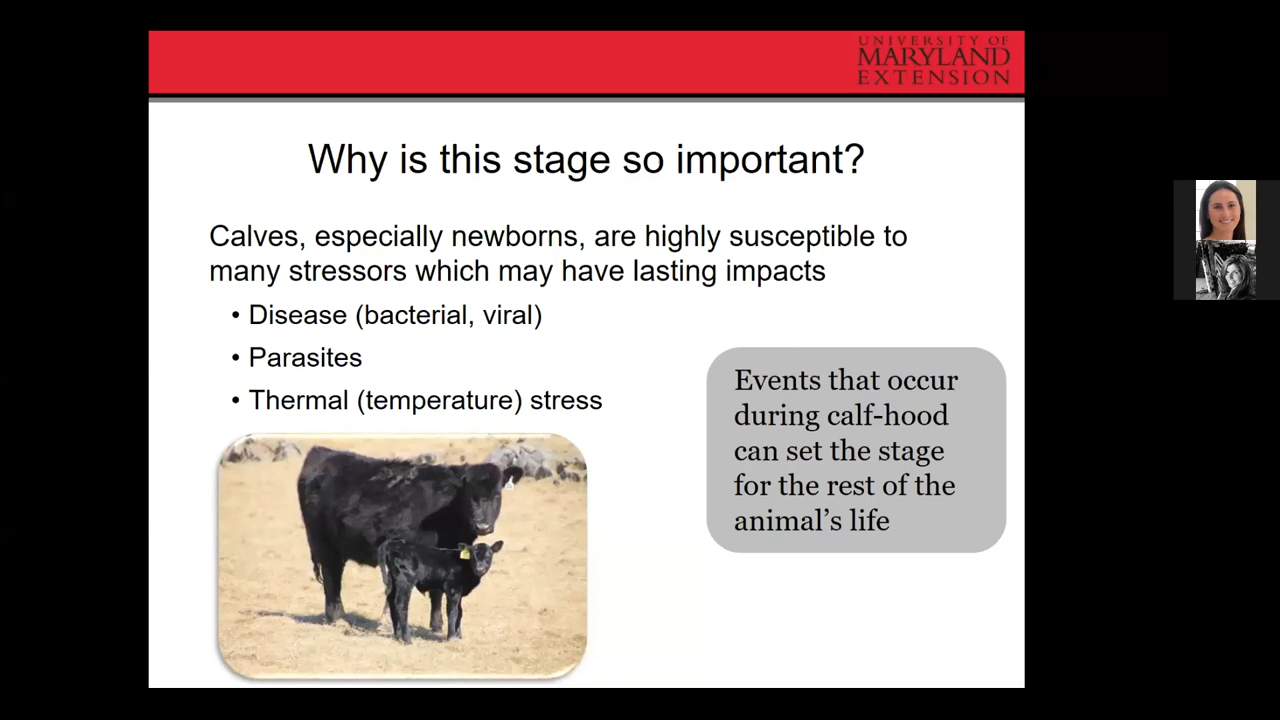 UNIVERSITY OF
MARYLAND
EXTENSION
Why is this stage so important?
Calves, especially newborns, are highly susceptible to
many stressors which may have lasting impacts
• Disease (bacterial, viral)
• Parasites
• Thermal (temperature) stress
Events that occur
during calf-hood
can set the stage
for the rest of the
animal's life